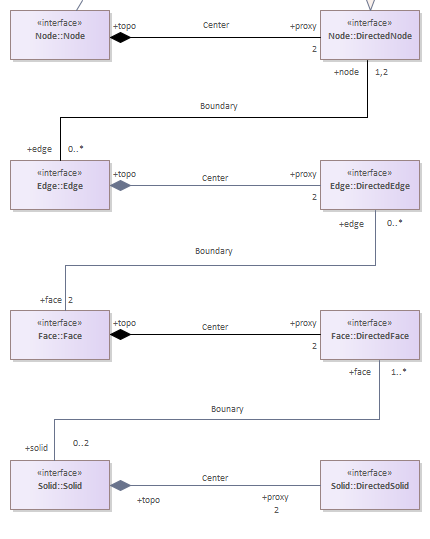 «interface»
Node::Node
+topo
Center
+proxy
2
«interface»
Node::DirectedNode
+node
1,2
Boundary
+edge
0..*
«interface»
Edge::Edge
+topo
Center
+proxy
2
«interface»
Edge::DirectedEdge
+edge
0..*
Boundary
+face
2
«interface»
Face::Face
+topo
Center
+proxy
2
«interface»
Face::DirectedFace
+face
1..*
Bounary
+solid
0..2
«interface»
Solid::Solid
+topo
Center
+proxy
2
«interface»
Solid::DirectedSolid